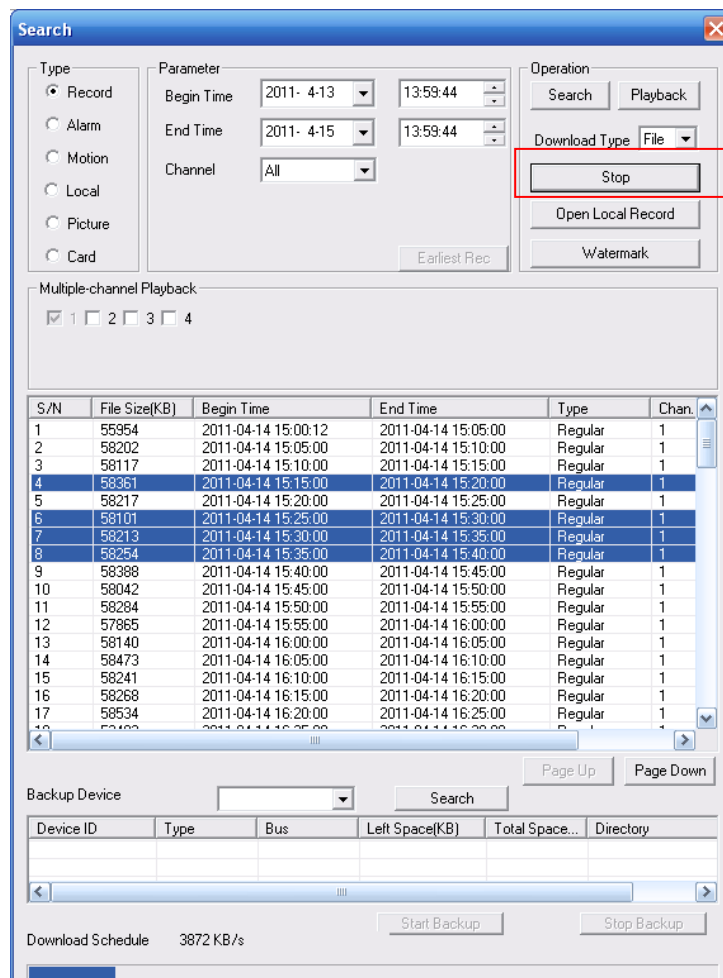 Search
Type Parameter Operation
Record Begin Time 2011- 4-13 13:59:44 Search Playback
Alarm End Time 2011- 4-15 13:59:44 Download Type File
Motion Channel All Stop
Local
Picture Open Local Record
Card Earliest Rec Watermark
Multiple-channel Playback
1 2 3 4
S/N File Size(KB) Begin Time End Time Type Chan.
1 55954 2011-04-14 15:00:12 2011-04-14 15:05:00 Regular 1
2 58202 2011-04-14 15:05:00 2011-04-14 15:10:00 Regular 1
3 58117 2011-04-14 15:10:00 2011-04-14 15:15:00 Regular 1
4 58361 2011-04-14 15:15:00 2011-04-14 15:20:00 Regular 1
5 58217 2011-04-14 15:20:00 2011-04-14 15:25:00 Regular 1
6 58101 2011-04-14 15:25:00 2011-04-14 15:30:00 Regular 1
7 58213 2011-04-14 15:30:00 2011-04-14 15:35:00 Regular 1
8 58254 2011-04-14 15:35:00 2011-04-14 15:40:00 Regular 1
9 58388 2011-04-14 15:40:00 2011-04-14 15:45:00 Regular 1
10 58042 2011-04-14 15:45:00 2011-04-14 15:50:00 Regular 1
11 58284 2011-04-14 15:50:00 2011-04-14 15:55:00 Regular 1
12 57865 2011-04-14 15:55:00 2011-04-14 16:00:00 Regular 1
13 58140 2011-04-14 16:00:00 2011-04-14 16:05:00 Regular 1
14 58473 2011-04-14 16:05:00 2011-04-14 16:10:00 Regular 1
15 58241 2011-04-14 16:10:00 2011-04-14 16:15:00 Regular 1
16 58268 2011-04-14 16:15:00 2011-04-14 16:20:00 Regular 1
17 58534 2011-04-14 16:20:00 2011-04-14 16:25:00 Regular 1
Page Up Page Down
Backup Device Search
Device ID Type Bus Left Space(KB) Total Space... Directory
Start Backup Stop Backup
Download Schedule 3872 KB/s